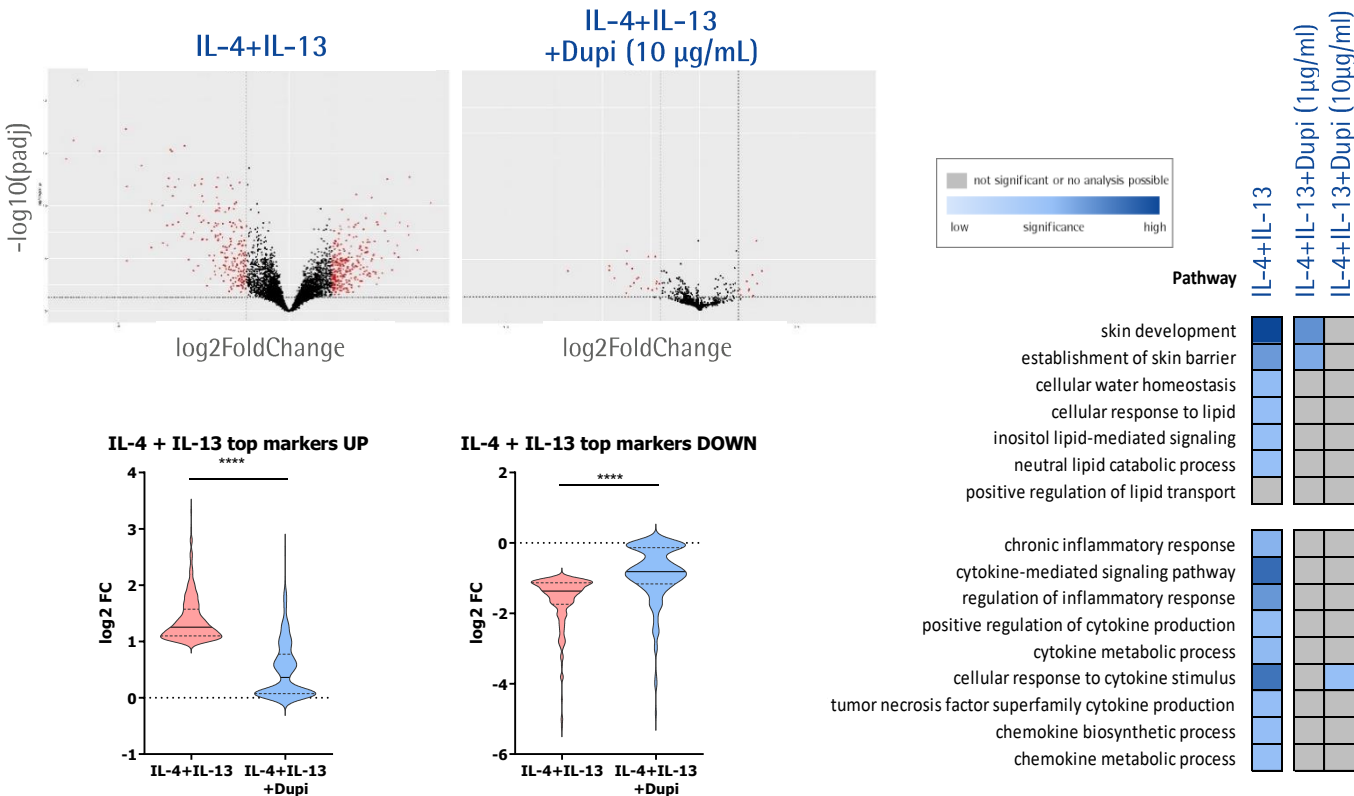 IL-4+IL-13
IL-4+IL-13
+Dupi (10 µg/mL)
-log10(padj)
log2FoldChange
log2FoldChange
not significant or no analysis possible
low significance high
IL-4+IL-13
IL-4+IL-13+Dupi (1µg/ml)
IL-4+IL-13+Dupi (10µg/ml)
Pathway
skin development
establishment of skin barrier
cellular water homeostasis
cellular response to lipid
inositol lipid-mediated signaling
neutral lipid catabolic process
positive regulation of lipid transport
chronic inflammatory response
cytokine-mediated signaling pathway
regulation of inflammatory response
positive regulation of cytokine production
cytokine metabolic process
cellular response to cytokine stimulus
tumor necrosis factor superfamily cytokine production
chemokine biosynthetic process
chemokine metabolic process
IL-4 + IL-13 top markers UP
****
log2 FC
4
3
2
1
0
-1
IL-4+IL-13
IL-4+IL-13
+Dupi
IL-4 + IL-13 top markers DOWN
****
log2 FC
2
0
-2
-4
-6
IL-4+IL-13
IL-4+IL-13
+Dupi